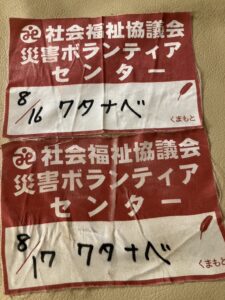 社会福祉協議会
災害ボランティア
センター
8/16 ワタナベ
くまもと
社会福祉協議会
災害ボランティア
センター
8/17 ワタナベ
くまもと